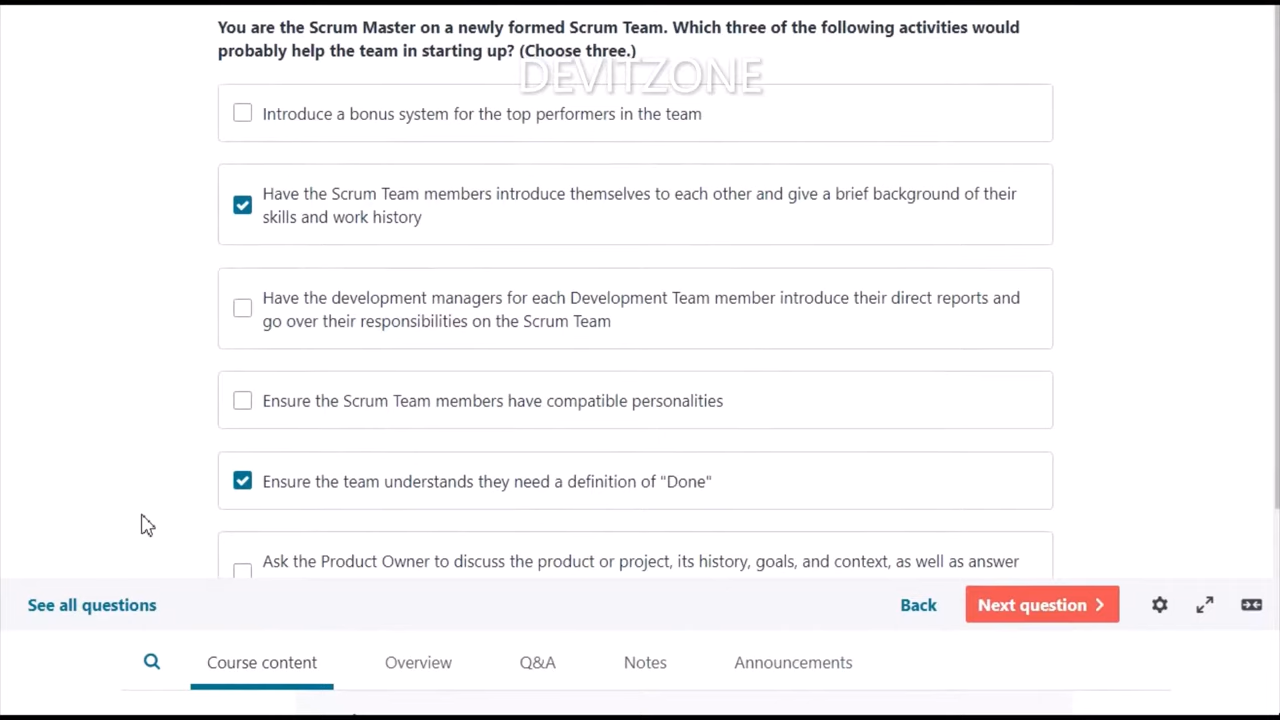 You are the Scrum Master on a newly formed Scrum Team. Which three of the following activities would
probably help the team in starting up? (Choose three.)
DEVITZONE
Introduce a bonus system for the top performers in the team
Have the Scrum Team members introduce themselves to each other and give a brief background of their
skills and work history
Have the development managers for each Development Team member introduce their direct reports and
go over their responsibilities on the Scrum Team
Ensure the Scrum Team members have compatible personalities
Ensure the team understands they need a definition of "Done"
Ask the Product Owner to discuss the product or project, its history, goals, and context, as well as answer
See all questions
Back
Next question
Course content
Overview
Q&A
Notes
Announcements